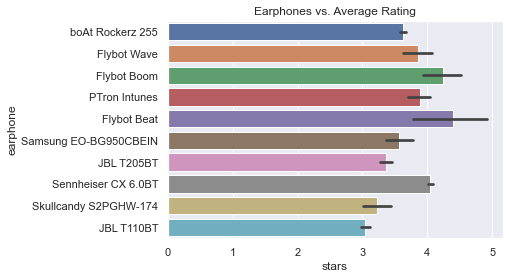 Earphones vs. Average Rating
earphone
boAt Rockerz 255
Flybot Wave
Flybot Boom
PTron Intunes
Flybot Beat
Samsung EO-BG950CBEIN
JBL T205BT
Sennheiser CX 6.0BT
Skullcandy S2PGHW-174
JBL T110BT
0 1 2 3 4 5
stars